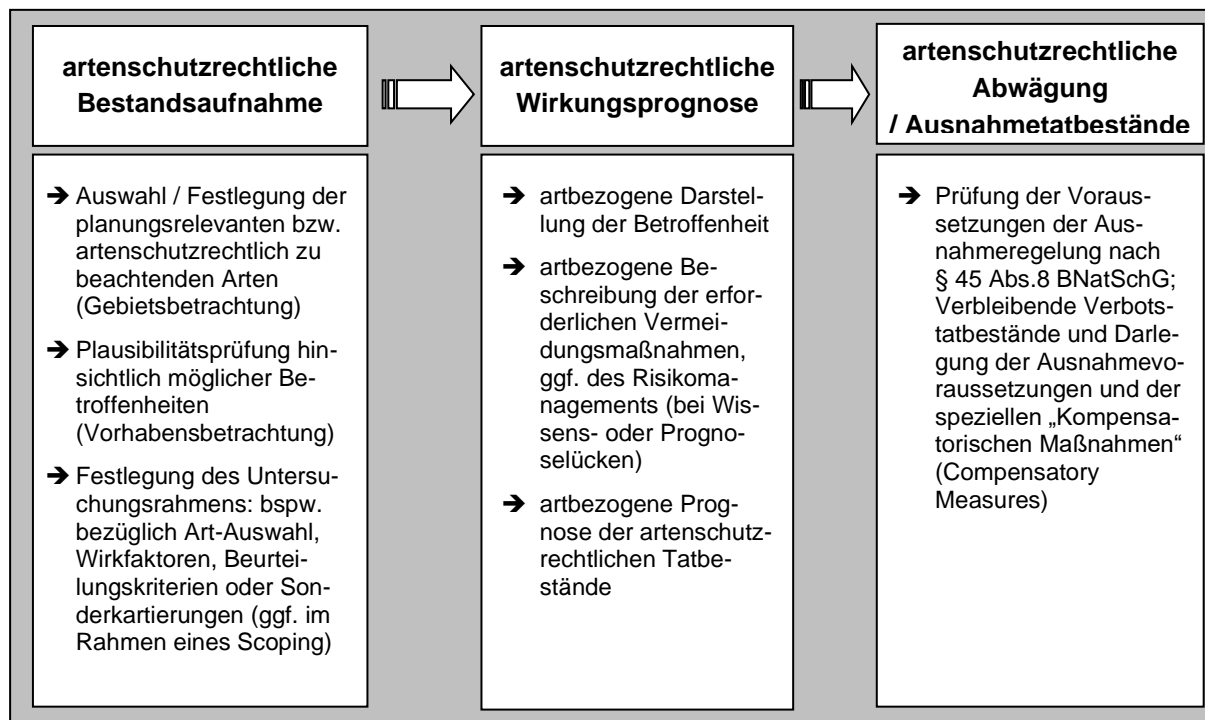 artenschutzrechtliche
Bestandsaufnahme
➔ Auswahl / Festlegung der
planungsrelevanten bzw.
artenschutzrechtlich zu
beachtenden Arten
(Gebietsbetrachtung)
➔ Plausibilitätsprüfung hin-
sichtlich möglicher Be-
troffenheiten
(Vorhabensbetrachtung)
➔ Festlegung des Untersu-
chungsrahmens: bspw.
bezüglich Art-Auswahl,
Wirkfaktoren, Beurtei-
lungskriterien oder Son-
derkartierungen (ggf. im
Rahmen eines Scoping)
artenschutzrechtliche
Wirkungsprognose
➔ artbezogene Darstel-
lung der Betroffenheit
➔ artbezogene Be-
schreibung der erfor-
derlichen Vermei-
dungsmaßnahmen,
ggf. des Risikoma-
nagements (bei Wis-
sens- oder Progno-
selücken)
➔ artbezogene Prog-
nose der artenschutz-
rechtlichen Tatbe-
stände
artenschutzrechtliche
Abwägung
/ Ausnahmetatbestände
➔ Prüfung der Voraus-
setzungen der Aus-
nahmeregelung nach
§ 45 Abs.8 BNatSchG;
Verbleibende Verbots-
tatbestände und Darle-
gung der Ausnahmevo-
raussetzungen und der
speziellen „Kompensa-
torischen Maßnahmen“
(Compensatory
Measures)